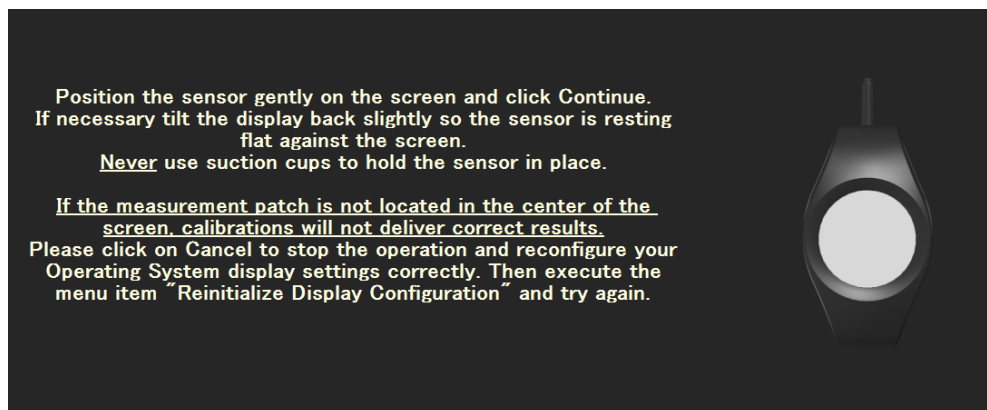 Position the sensor gently on the screen and click Continue.
If necessary tilt the display back slightly so the sensor is resting
flat against the screen.
Never use suction cups to hold the sensor in place.
If the measurement patch is not located in the center of the
screen, calibrations will not deliver correct results.
Please click on Cancel to stop the operation and reconfigure your
Operating System display settings correctly. Then execute the
menu item "Reinitialize Display Configuration" and try again.